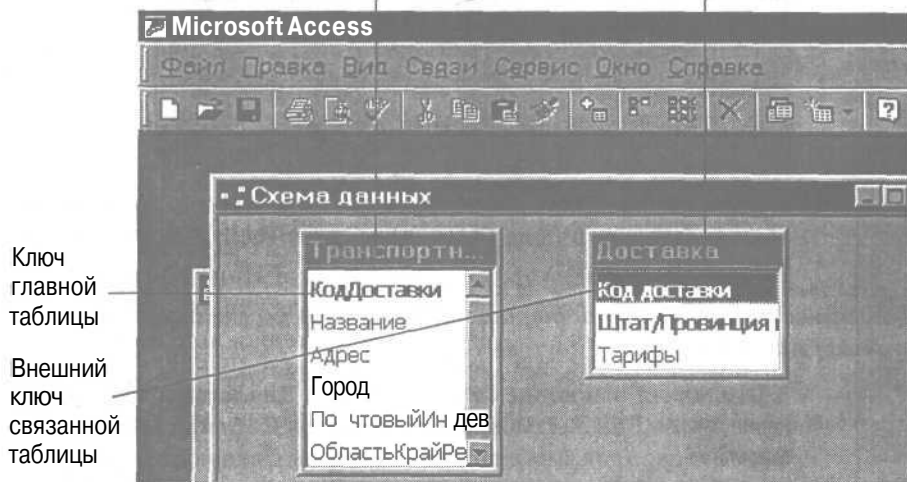 Microsoft Access
Файл Правка Вид Связи Сервис Окно Справка
Схема данных
Транспортн...
КодДоставки
Название
Адрес
Город
По чтовыйИн дев
ОбластьКрайРе
Доставка
Код доставки
Штат/Провинция
Тарифы
Ключ
главной
таблицы
Внешний
ключ
связанной
таблицы